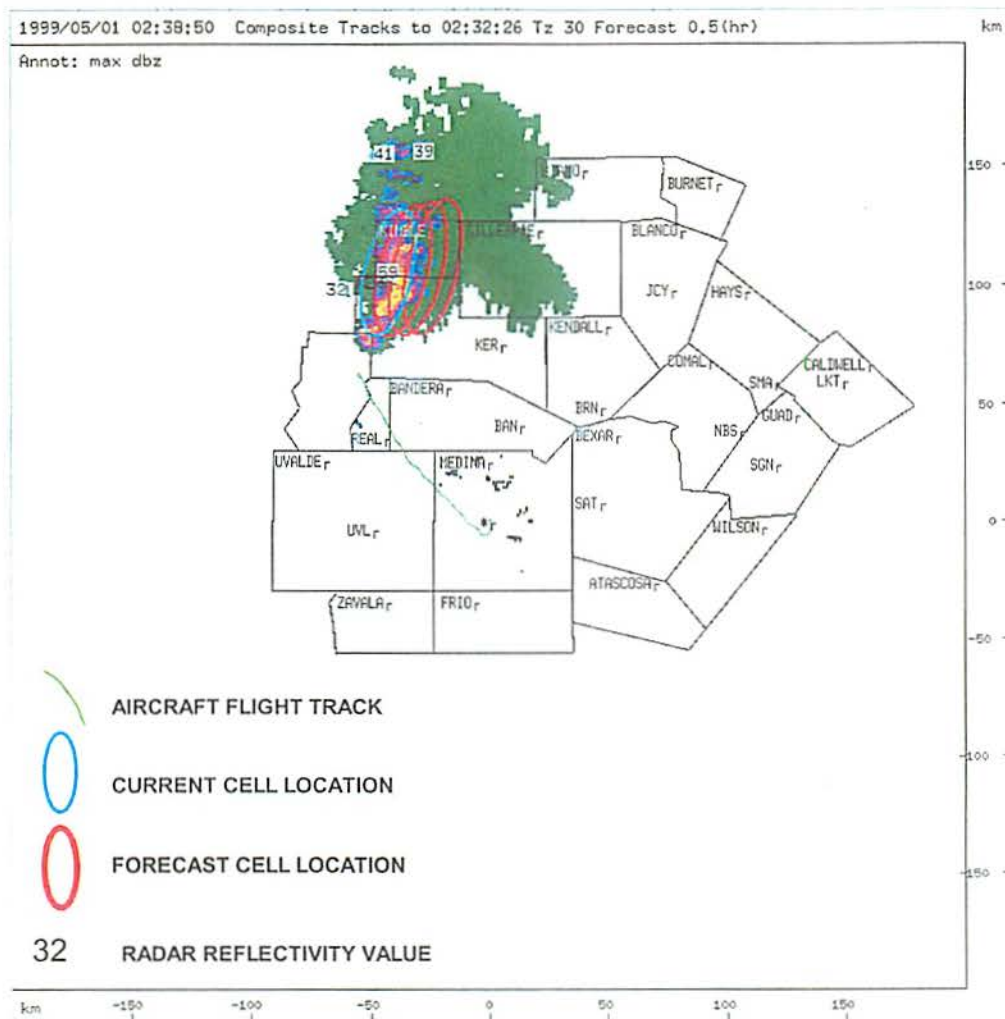 1999/05/01 02:38:50 Composite Tracks to 02:32:26 Tz 30 Forecast 0.5(hr)
km
Annot: max dbz
41 39
150
BURNET
BLANCO
59
32
100
JCY
HAYS
KENDALL
KER
COMAL
CALDWELL
SMA
LKT
BANDERA
50
BRN
GUAD
BAN
NBS
REAL
BEXAR
UVALDE
MEDINA
SGN
SAT
0
UVL
WILSON
ATASCOSA
ZAVALA
FRIO
-50
AIRCRAFT FLIGHT TRACK
-100
CURRENT CELL LOCATION
FORECAST CELL LOCATION
-150
32 RADAR REFLECTIVITY VALUE
km -150 -100 -50 0 50 100 150